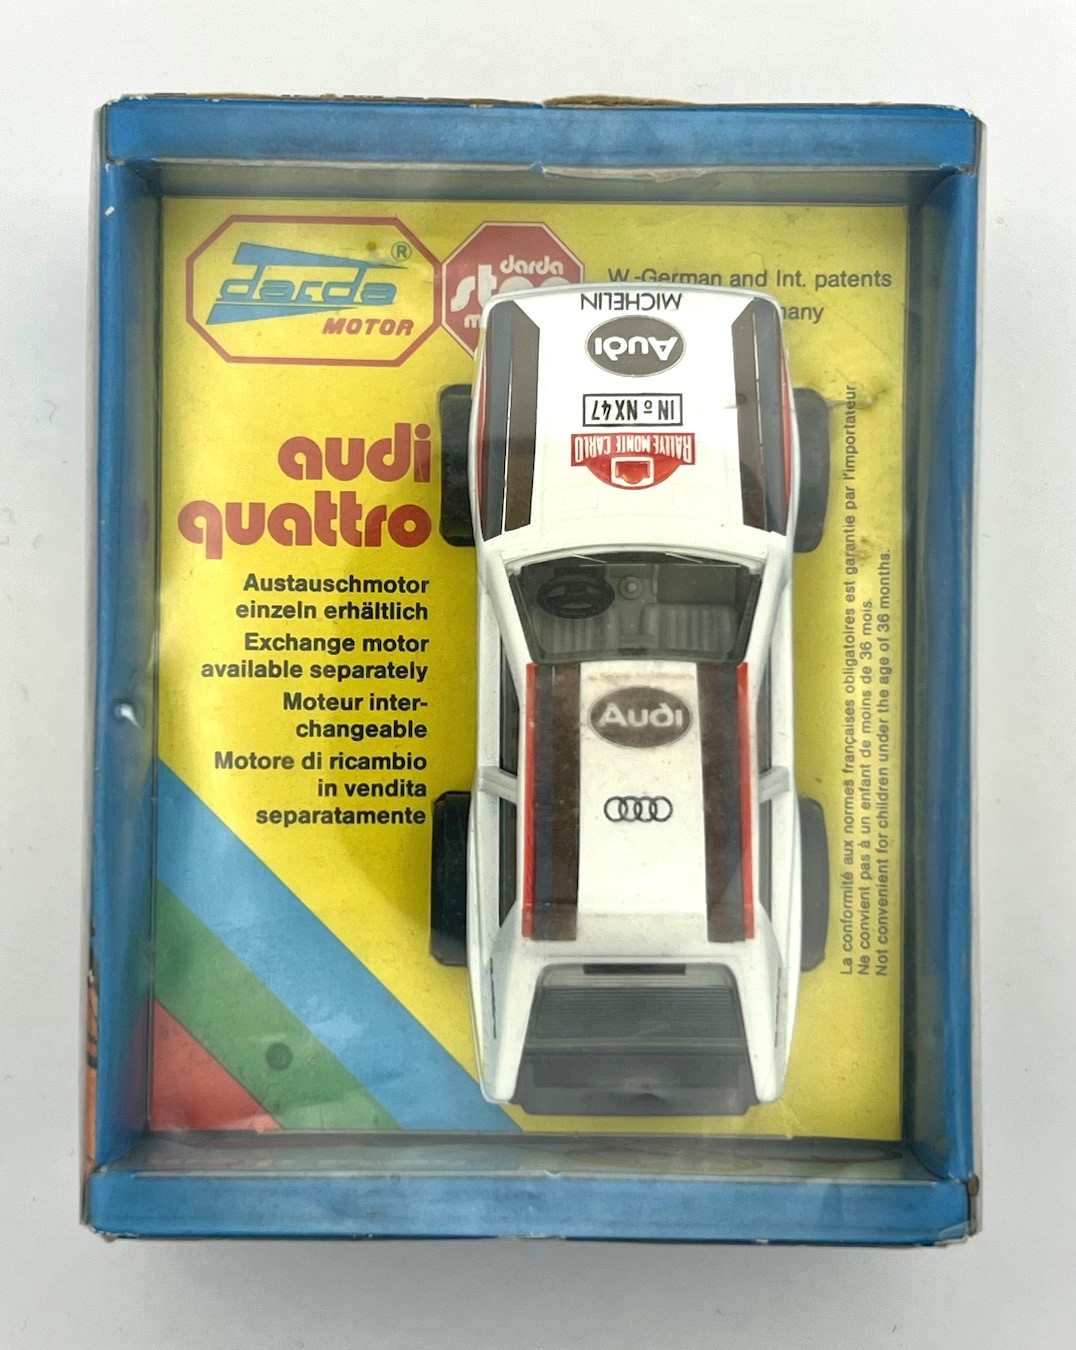 darda ®
MOTOR
darda
W.-German and Int. patents
audi
quattro
Austauschmotor
einzeln erhältlich
Exchange motor
available separately
Moteur inter-
changeable
Motore di ricambio
in vendita
separatamente
MICHELIN
Audi
IN o NX 47
RALLYE MONTE CARLO
Audi
La conformité aux normes françaises obligatoires est garantie par l'importateur
Ne convient pas à un enfant de moins de 36 mois.
Not convenient for children under the age of 36 months.